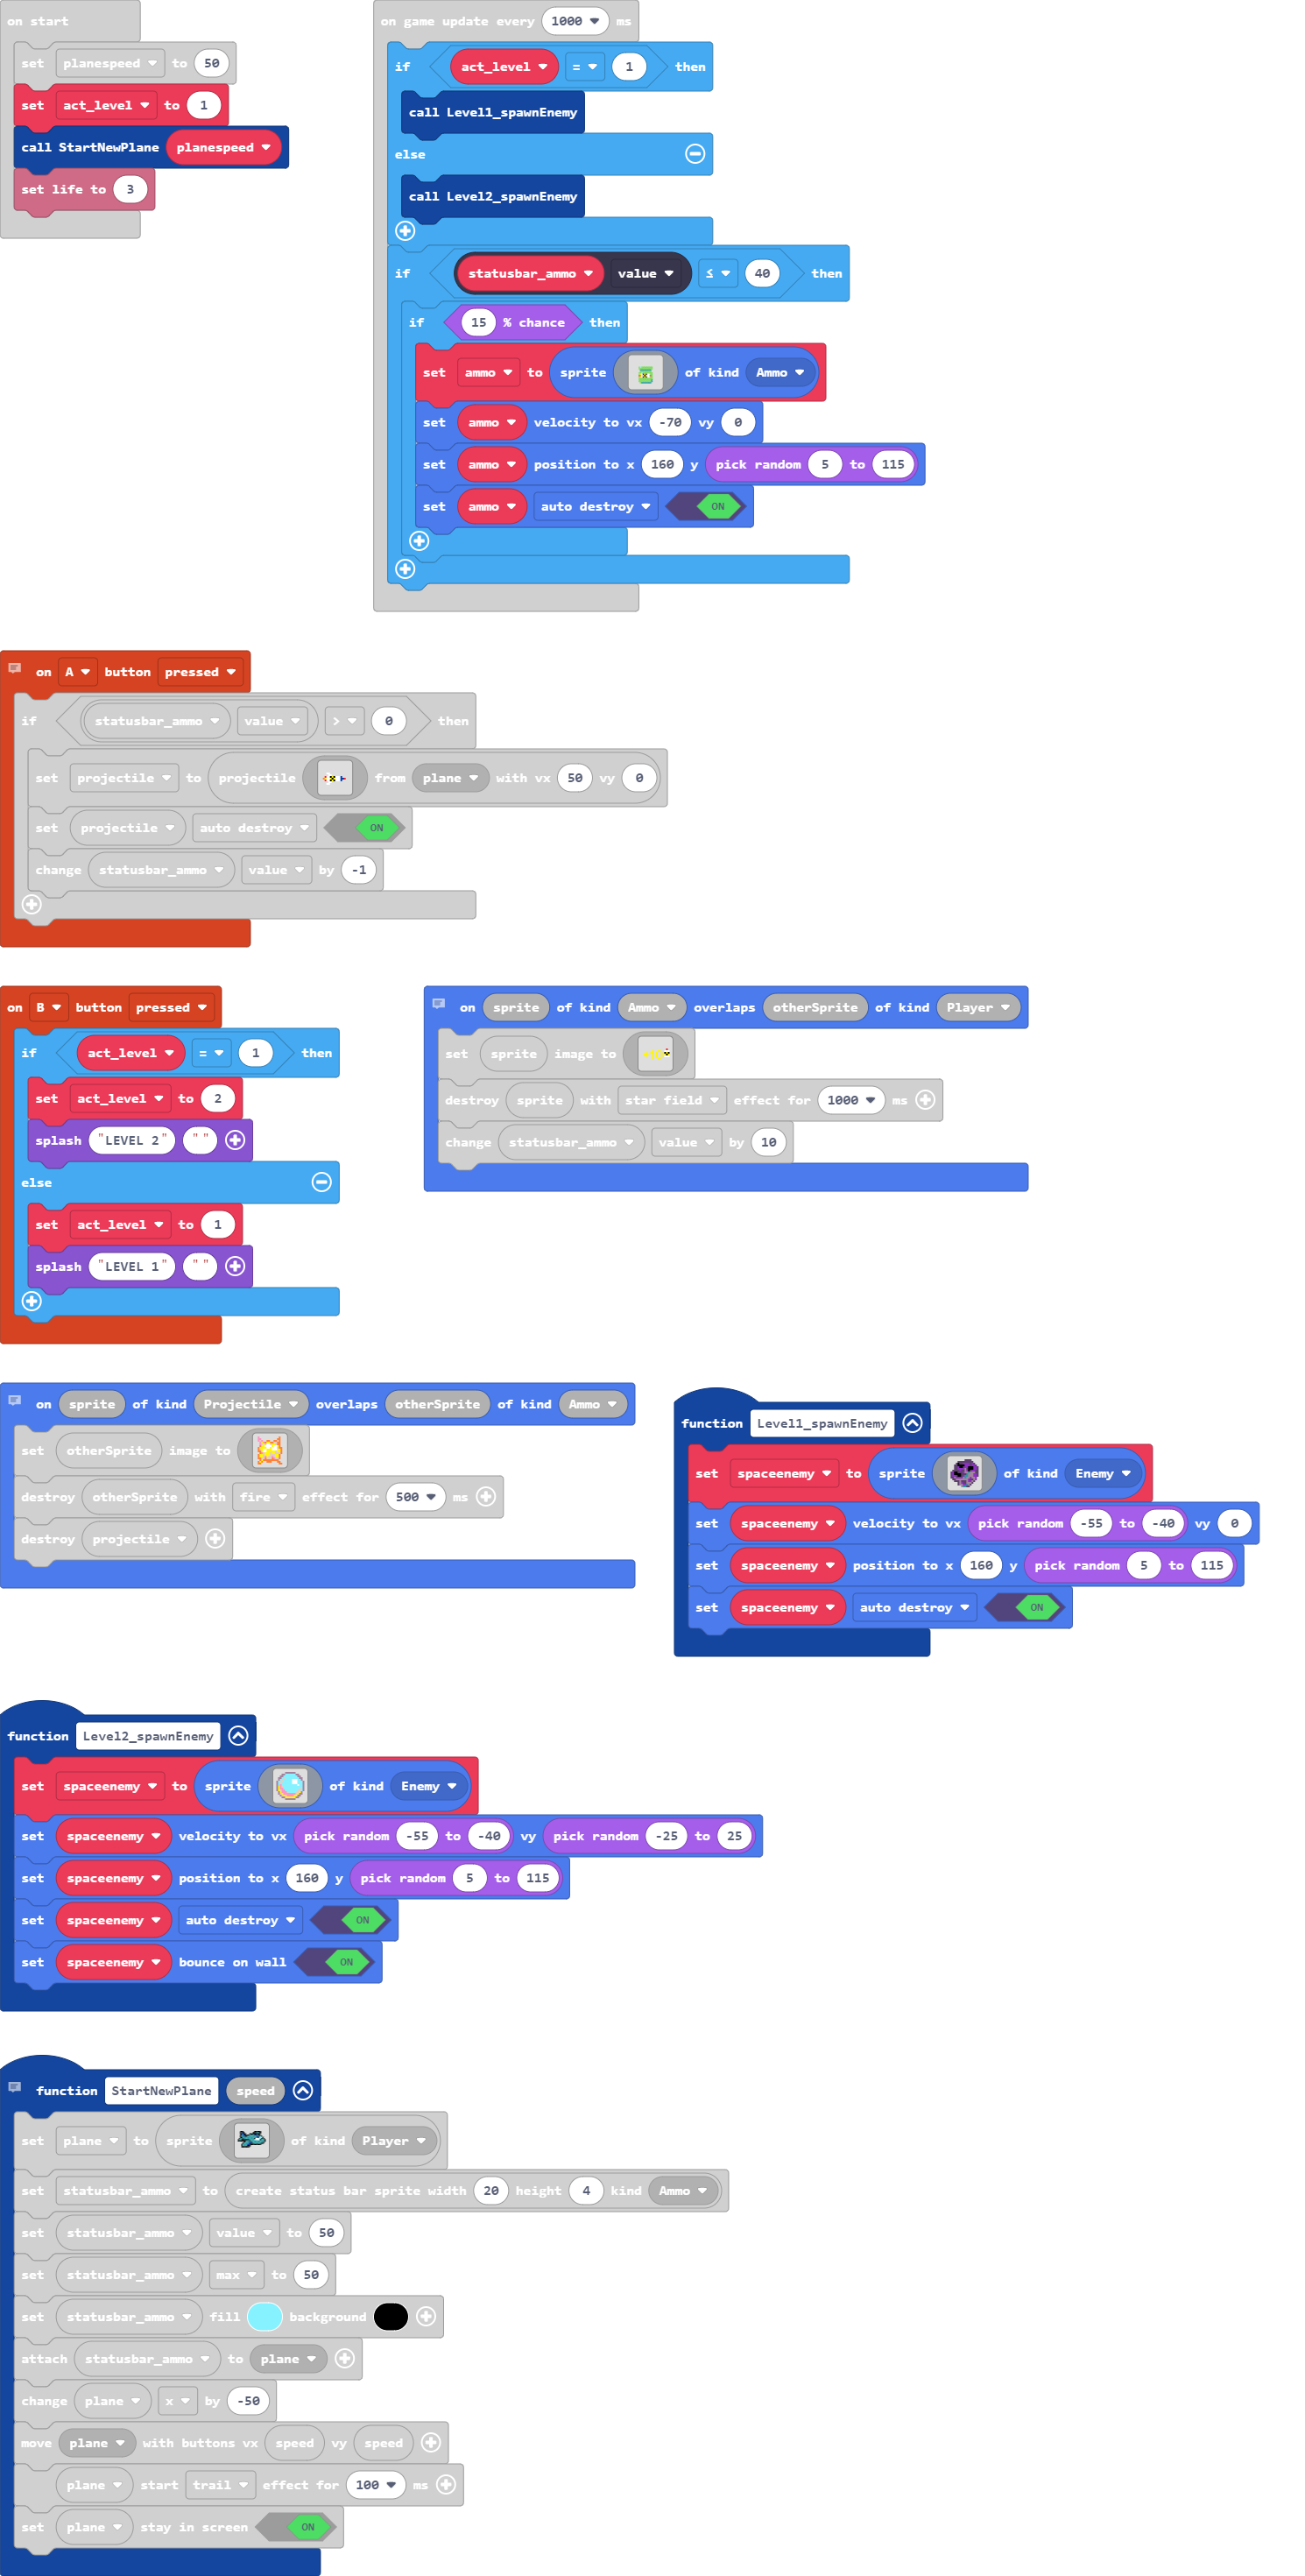 on start
set planespeed to 50
set act_level to 1
call StartNewPlane planespeed
set life to 3
on game update every 1000 ms
if act_level = 1 then
call Level1_spawnEnemy
else
call Level2_spawnEnemy
if statusbar_ammo value ≤ 40 then
if 15 % chance then
set ammo to sprite of kind Ammo
set ammo velocity to vx -70 vy 0
set ammo position to x 160 y pick random 5 to 115
set ammo auto destroy ON
on A button pressed
if statusbar_ammo value > 0 then
set projectile to projectile from plane with vx 50 vy 0
set projectile auto destroy ON
change statusbar_ammo value by -1
on B button pressed
if act_level = 1 then
set act_level to 2
splash "LEVEL 2" " "
else
set act_level to 1
splash "LEVEL 1" " "
on sprite of kind Ammo overlaps otherSprite of kind Player
set sprite image to +10
destroy sprite with star field effect for 1000 ms
change statusbar_ammo value by 10
on sprite of kind Projectile overlaps otherSprite of kind Ammo
set otherSprite image to
destroy otherSprite with fire effect for 500 ms
destroy projectile
function Level1_spawnEnemy
set spaceenemy to sprite of kind Enemy
set spaceenemy velocity to vx pick random -55 to -40 vy 0
set spaceenemy position to x 160 y pick random 5 to 115
set spaceenemy auto destroy ON
function Level2_spawnEnemy
set spaceenemy to sprite of kind Enemy
set spaceenemy velocity to vx pick random -55 to -40 vy pick random -25 to 25
set spaceenemy position to x 160 y pick random 5 to 115
set spaceenemy auto destroy ON
set spaceenemy bounce on wall ON
function StartNewPlane speed
set plane to sprite of kind Player
set statusbar_ammo to create status bar sprite width 20 height 4 kind Ammo
set statusbar_ammo value to 50
set statusbar_ammo max to 50
set statusbar_ammo fill background
attach statusbar_ammo to plane
change plane x by -50
move plane with buttons vx speed vy speed
plane start trail effect for 100 ms
set plane stay in screen ON